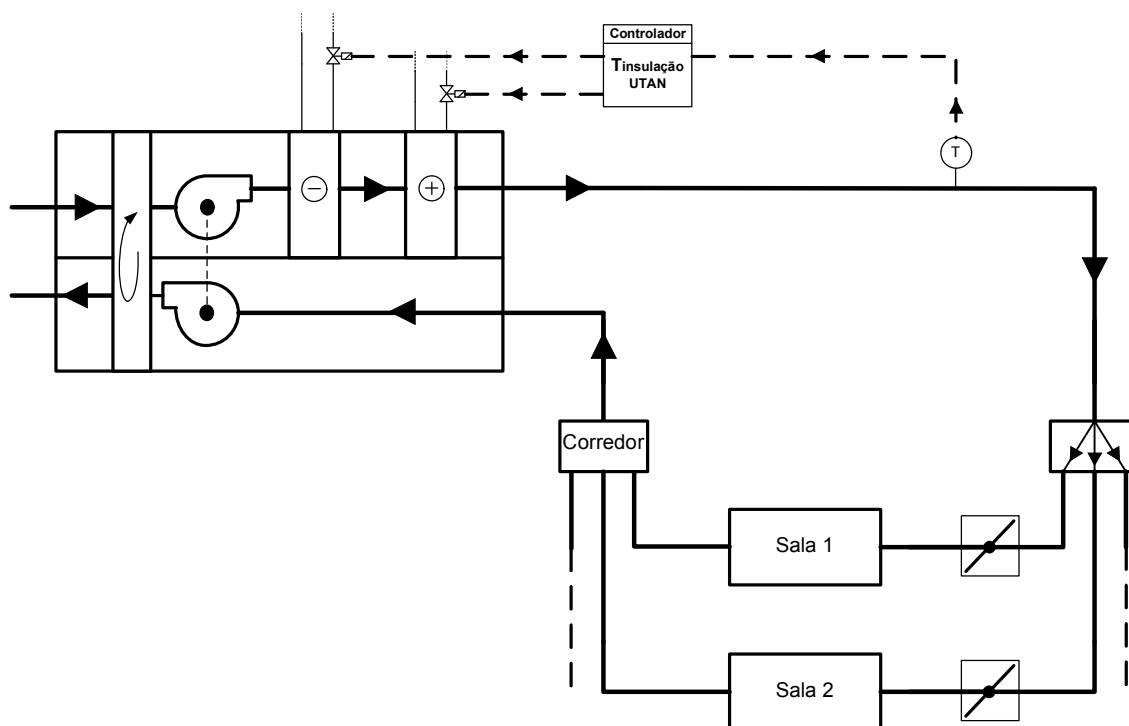 Controlador
Tinsulação
UTAN
T
Corredor
Sala 1
Sala 2